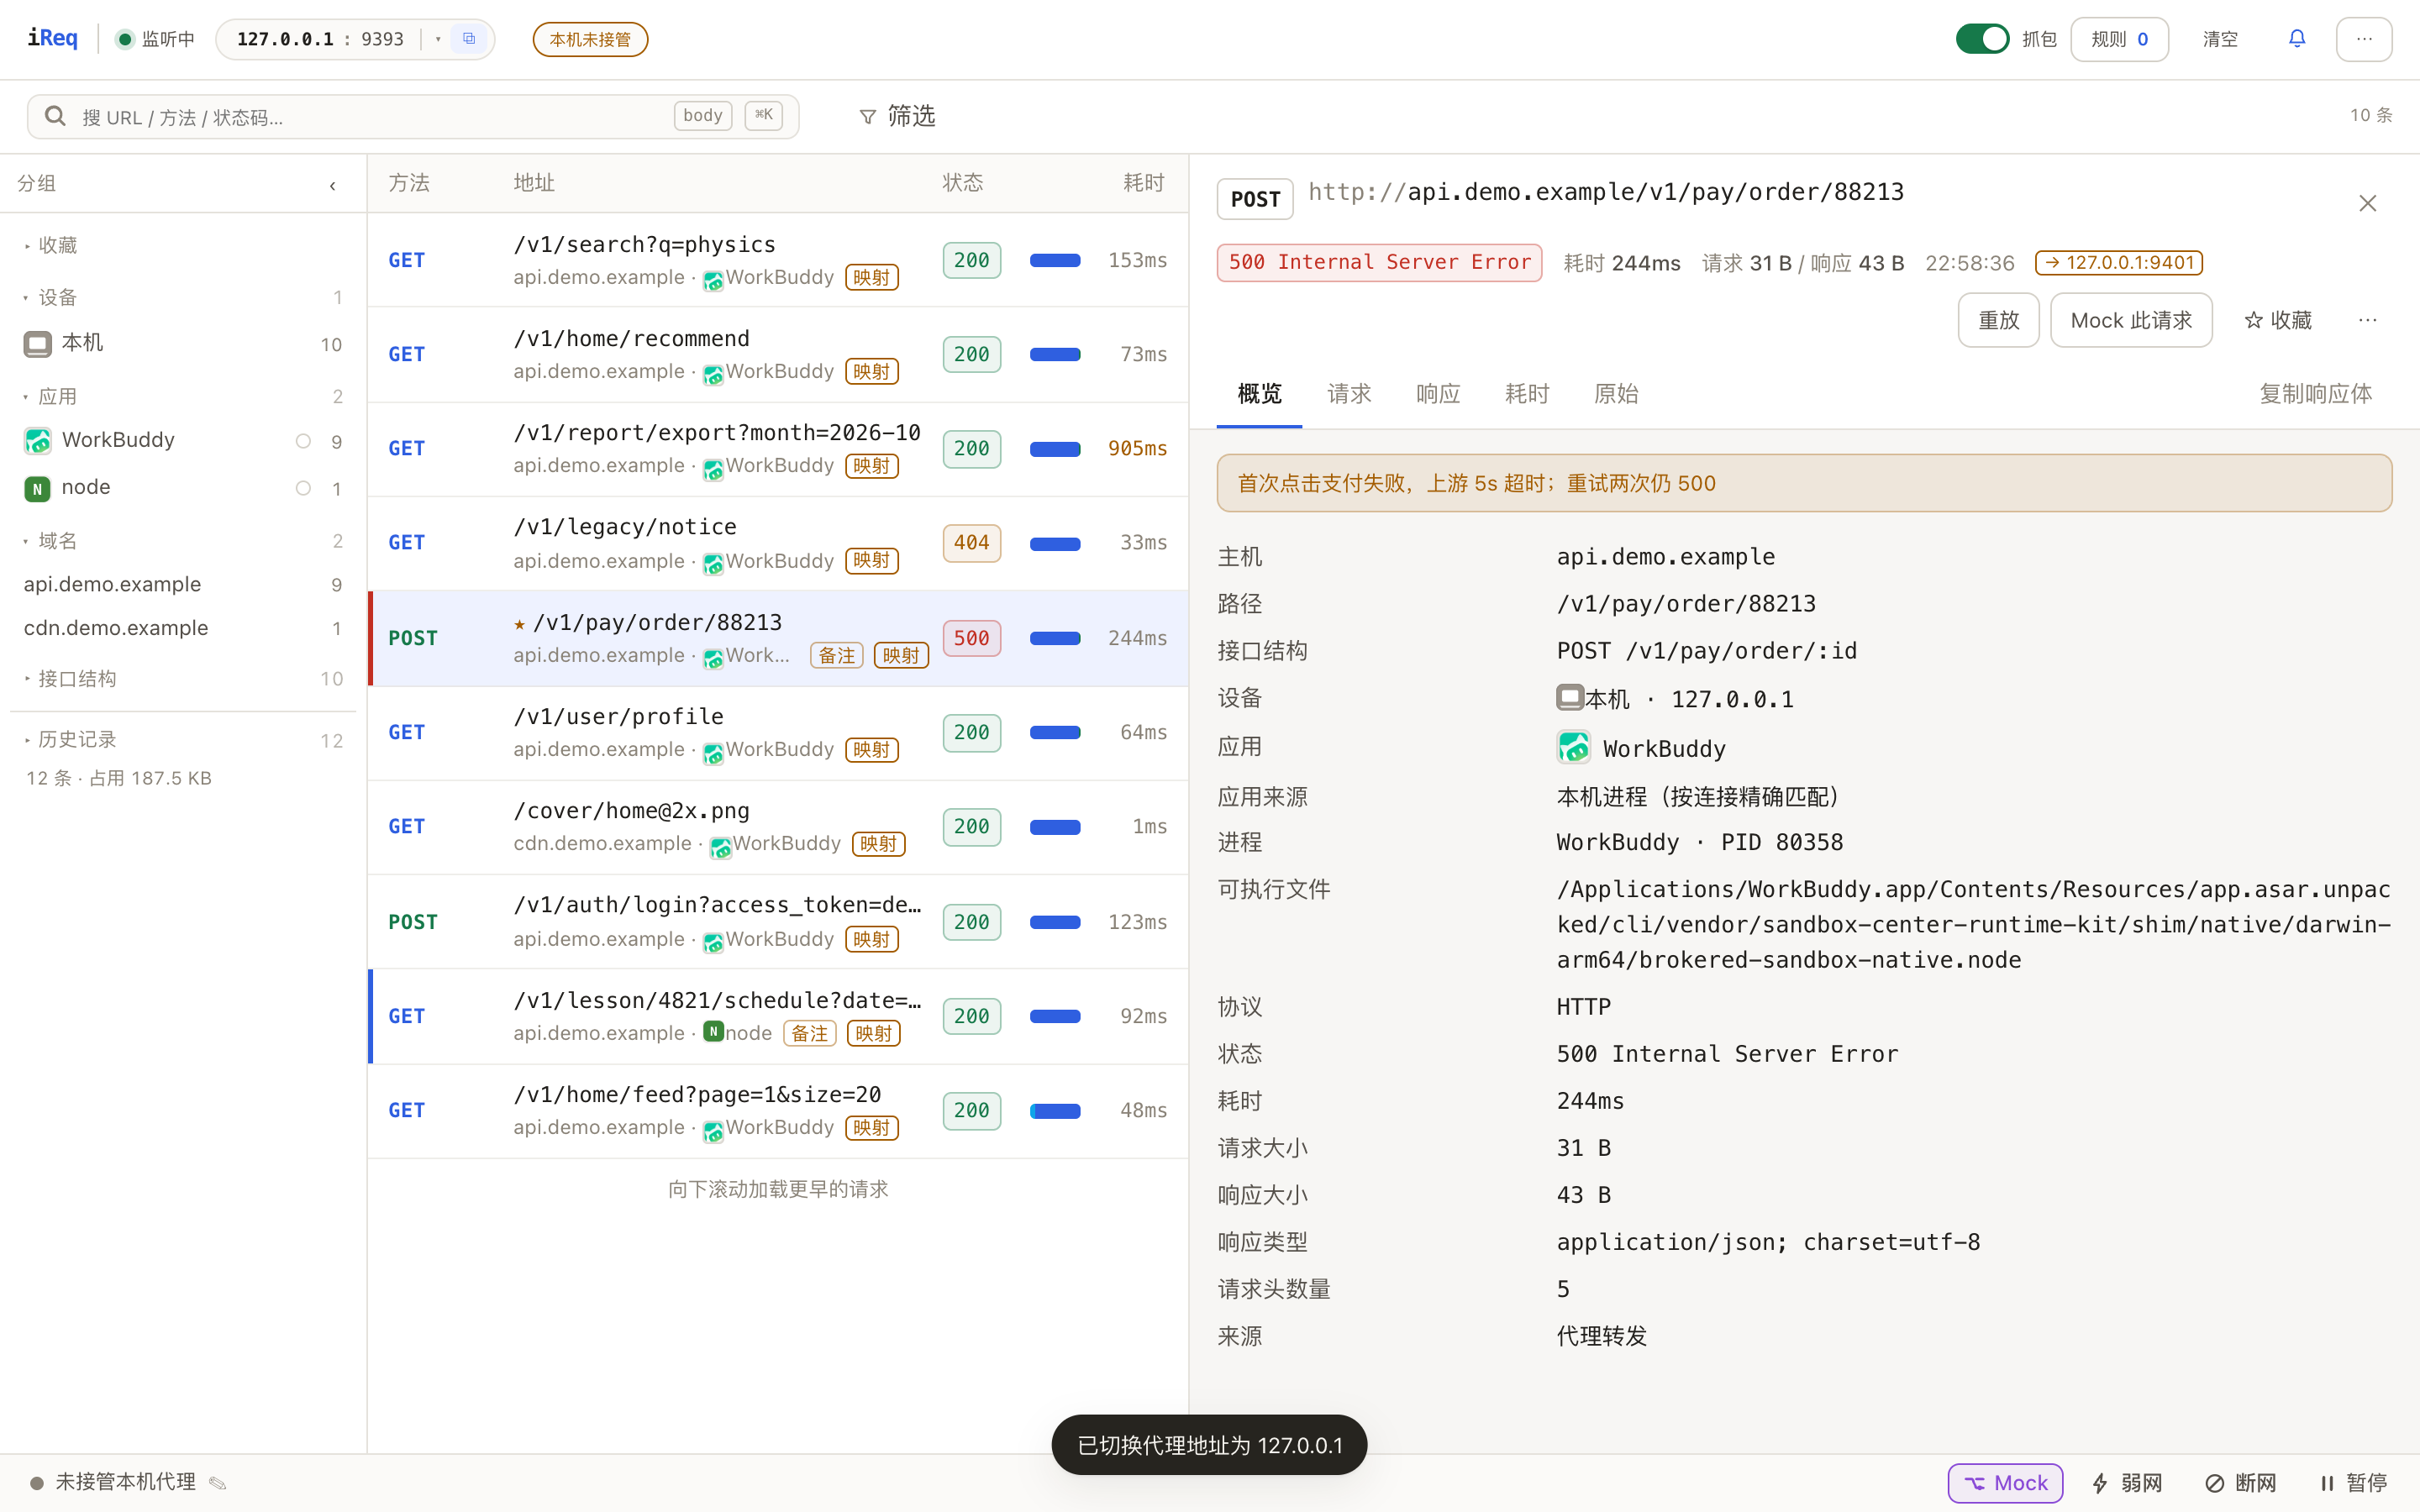 iReq 监听中 127.0.0.1 : 9393 本机未接管 抓包 规则 0 清空 ···
搜 URL / 方法 / 状态码... body ⌘K 筛选 10 条
分组
收藏
设备 1
本机 10
应用 2
WorkBuddy 9
N node 1
域名 2
api.demo.example 9
cdn.demo.example 1
接口结构 10
历史记录 12
12 条 · 占用 187.5 KB
方法 地址 状态 耗时
GET /v1/search?q=physics 200 153ms
api.demo.example · WorkBuddy 映射
GET /v1/home/recommend 200 73ms
api.demo.example · WorkBuddy 映射
GET /v1/report/export?month=2026-10 200 905ms
api.demo.example · WorkBuddy 映射
GET /v1/legacy/notice 404 33ms
api.demo.example · WorkBuddy 映射
POST ★ /v1/pay/order/88213 500 244ms
api.demo.example · Work... 备注 映射
GET /v1/user/profile 200 64ms
api.demo.example · WorkBuddy 映射
GET /cover/home@2x.png 200 1ms
cdn.demo.example · WorkBuddy 映射
POST /v1/auth/login?access_token=de… 200 123ms
api.demo.example · WorkBuddy 映射
GET /v1/lesson/4821/schedule?date=… 200 92ms
api.demo.example · N node 备注 映射
GET /v1/home/feed?page=1&size=20 200 48ms
api.demo.example · WorkBuddy 映射
向下滚动加载更早的请求
POST http://api.demo.example/v1/pay/order/88213
500 Internal Server Error 耗时 244ms 请求 31 B / 响应 43 B 22:58:36 → 127.0.0.1:9401
重放 Mock 此请求 ☆ 收藏 ···
概览 请求 响应 耗时 原始 复制响应体
首次点击支付失败，上游 5s 超时；重试两次仍 500
主机 api.demo.example
路径 /v1/pay/order/88213
接口结构 POST /v1/pay/order/:id
设备 本机 · 127.0.0.1
应用 WorkBuddy
应用来源 本机进程（按连接精确匹配）
进程 WorkBuddy · PID 80358
可执行文件 /Applications/WorkBuddy.app/Contents/Resources/app.asar.unpac
ked/cli/vendor/sandbox-center-runtime-kit/shim/native/darwin-
arm64/brokered-sandbox-native.node
协议 HTTP
状态 500 Internal Server Error
耗时 244ms
请求大小 31 B
响应大小 43 B
响应类型 application/json; charset=utf-8
请求头数量 5
来源 代理转发
已切换代理地址为 127.0.0.1
未接管本机代理 Mock 弱网 断网 暂停